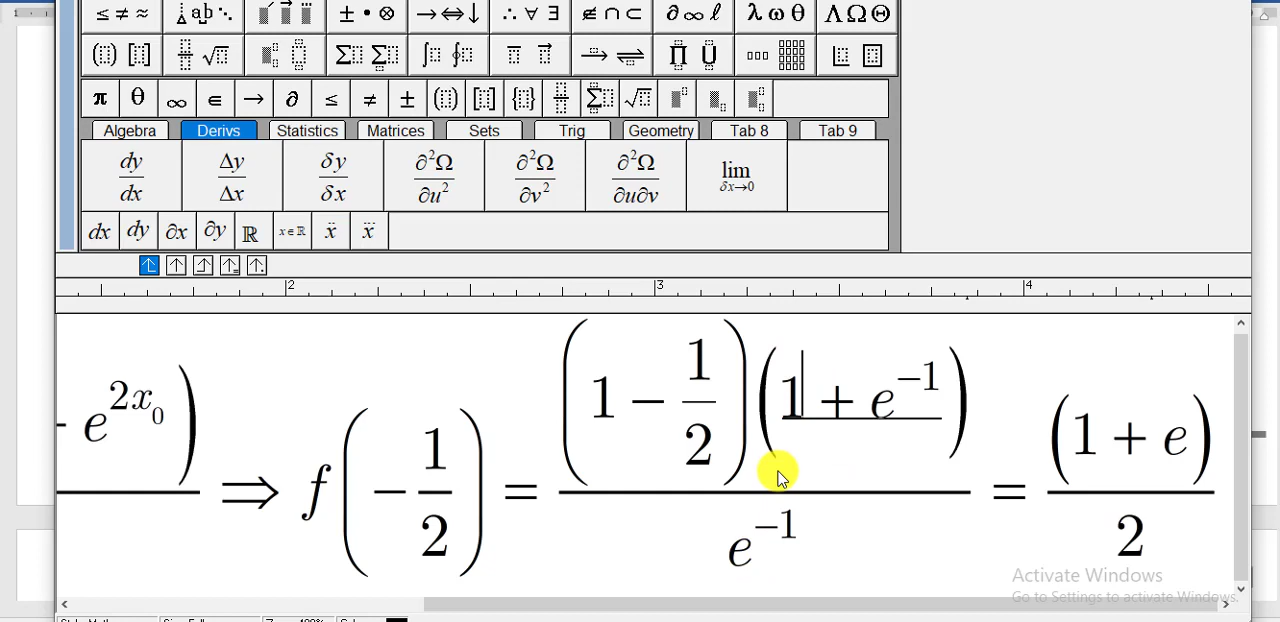 ≤ ≠ ≈ ± • ⊗ → ⇔ ↓ ∴ ∀ ∃ ∉ ∩ ⊂ ∂ ∞ ℓ λ ω θ Λ Ω Θ
π θ ∞ ∈ → ∂ ≤ ≠ ±
Algebra Derivs Statistics Matrices Sets Trig Geometry Tab 8 Tab 9
dy/dx Δy/Δx δy/δx ∂²Ω/∂u² ∂²Ω/∂v² ∂²Ω/∂u∂v lim δx→0
dx dy ∂x ∂y ℝ x∈ℝ ẍ x⃛
2 3 4
e^{2x_0}) ⇒ f(−1/2) = (1 − 1/2)(1 + e^{−1}) / e^{−1} = (1 + e)/2
Activate Windows
Go to Settings to activate Windows.